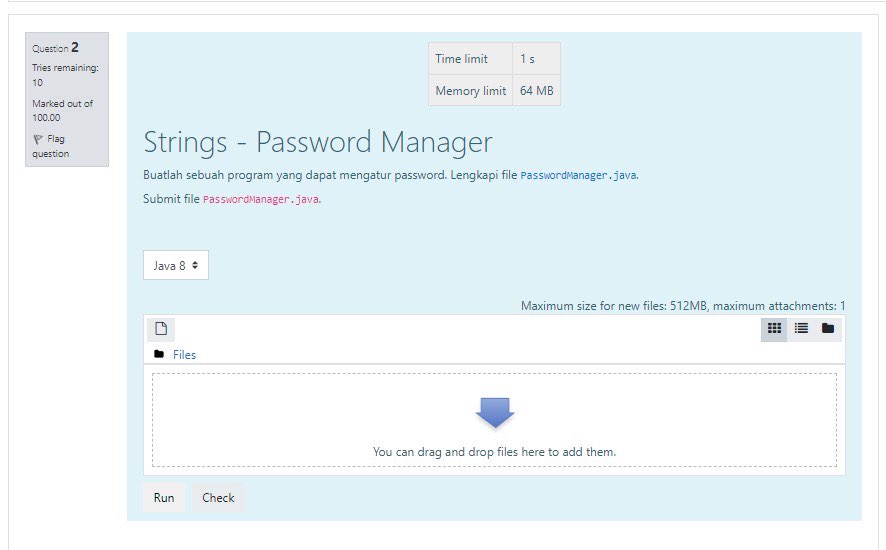 Question 2
Tries remaining:
10
Marked out of
100.00
Flag
question
Time limit 1 s
Memory limit 64 MB
Strings - Password Manager
Buatlah sebuah program yang dapat mengatur password. Lengkapi file PasswordManager.java.
Submit file PasswordManager.java.
Java 8
Maximum size for new files: 512MB, maximum attachments: 1
Files
You can drag and drop files here to add them.
Run Check